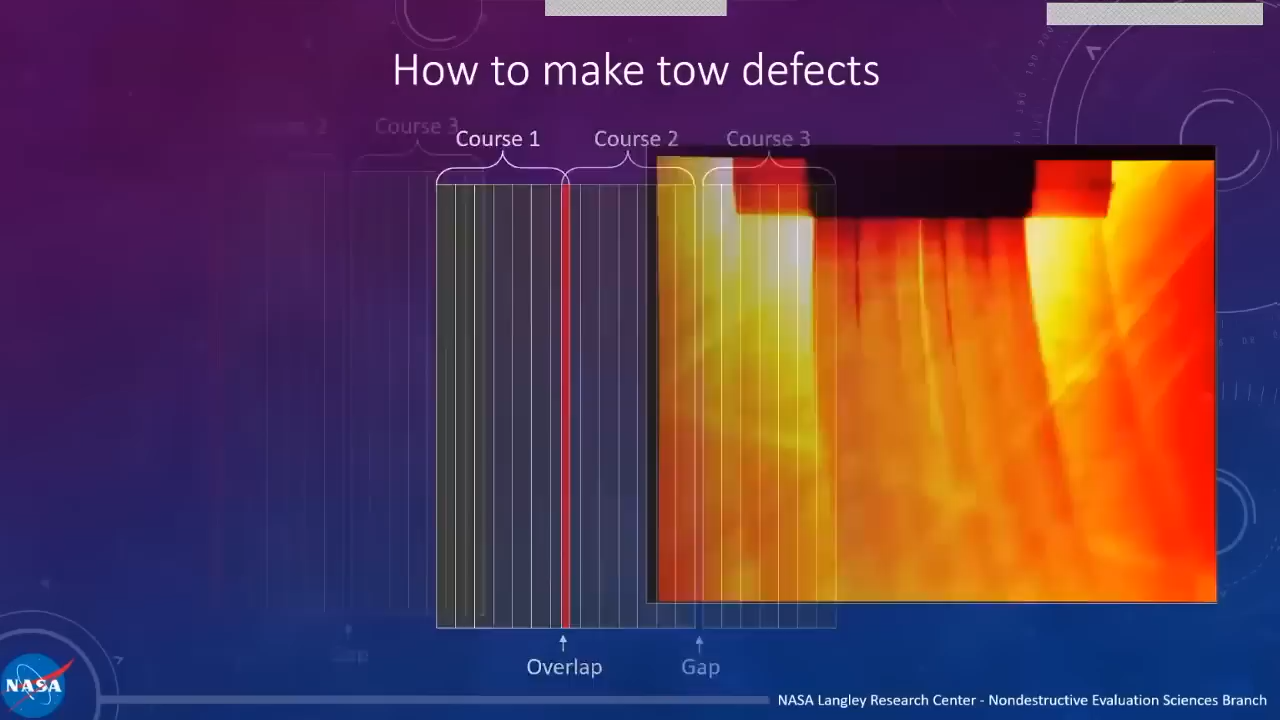 How to make tow defects
Course 3
Course 1
Course 2
Course 3
Overlap
Gap
Gap
NASA
NASA Langley Research Center - Nondestructive Evaluation Sciences Branch